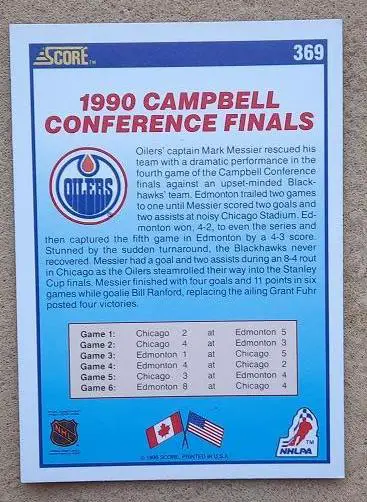 SCORE™
369
1990 CAMPBELL
CONFERENCE FINALS
OILERS
Oilers' captain Mark Messier rescued his
team with a dramatic performance in the
fourth game of the Campbell Conference
finals against an upset-minded Black-
hawks' team. Edmonton trailed two games
to one until Messier scored two goals and
two assists at noisy Chicago Stadium. Ed-
monton won, 4-2, to even the series and
then captured the fifth game in Edmonton by a 4-3 score.
Stunned by the sudden turnaround, the Blackhawks never
recovered. Messier had a goal and two assists during an 8-4 rout
in Chicago as the Oilers steamrolled their way into the Stanley
Cup finals. Messier finished with four goals and 11 points in six
games while goalie Bill Ranford, replacing the ailing Grant Fuhr
posted four victories.
Game 1: Chicago 2 at Edmonton 5
Game 2: Chicago 4 at Edmonton 3
Game 3: Edmonton 1 at Chicago 5
Game 4: Edmonton 4 at Chicago 2
Game 5: Chicago 3 at Edmonton 4
Game 6: Edmonton 8 at Chicago 4
NHL
NHLPA
TM
© 1990 SCORE, PRINTED IN U.S.A.